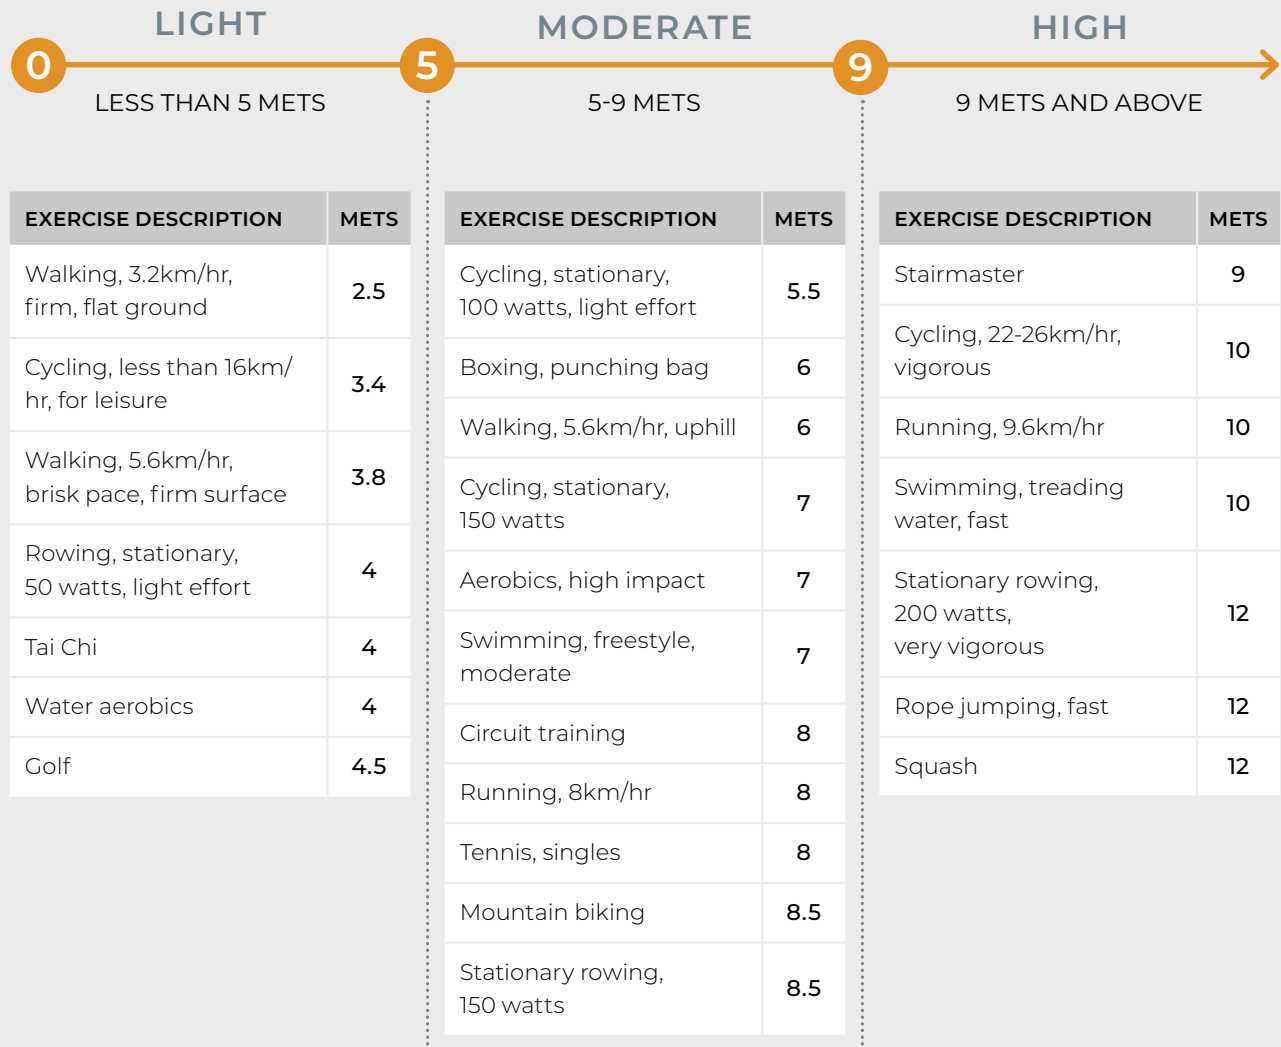 LIGHT
MODERATE
HIGH
0
5
9
LESS THAN 5 METS
5-9 METS
9 METS AND ABOVE
EXERCISE DESCRIPTION METS
Walking, 3.2km/hr,
firm, flat ground
2.5
Cycling, less than 16km/
hr, for leisure
3.4
Walking, 5.6km/hr,
brisk pace, firm surface
3.8
Rowing, stationary,
50 watts, light effort
4
Tai Chi 4
Water aerobics 4
Golf 4.5
EXERCISE DESCRIPTION METS
Cycling, stationary,
100 watts, light effort
5.5
Boxing, punching bag 6
Walking, 5.6km/hr, uphill 6
Cycling, stationary,
150 watts
7
Aerobics, high impact 7
Swimming, freestyle,
moderate
7
Circuit training 8
Running, 8km/hr 8
Tennis, singles 8
Mountain biking 8.5
Stationary rowing,
150 watts
8.5
EXERCISE DESCRIPTION METS
Stairmaster 9
Cycling, 22-26km/hr,
vigorous
10
Running, 9.6km/hr 10
Swimming, treading
water, fast
10
Stationary rowing,
200 watts,
very vigorous
12
Rope jumping, fast 12
Squash 12